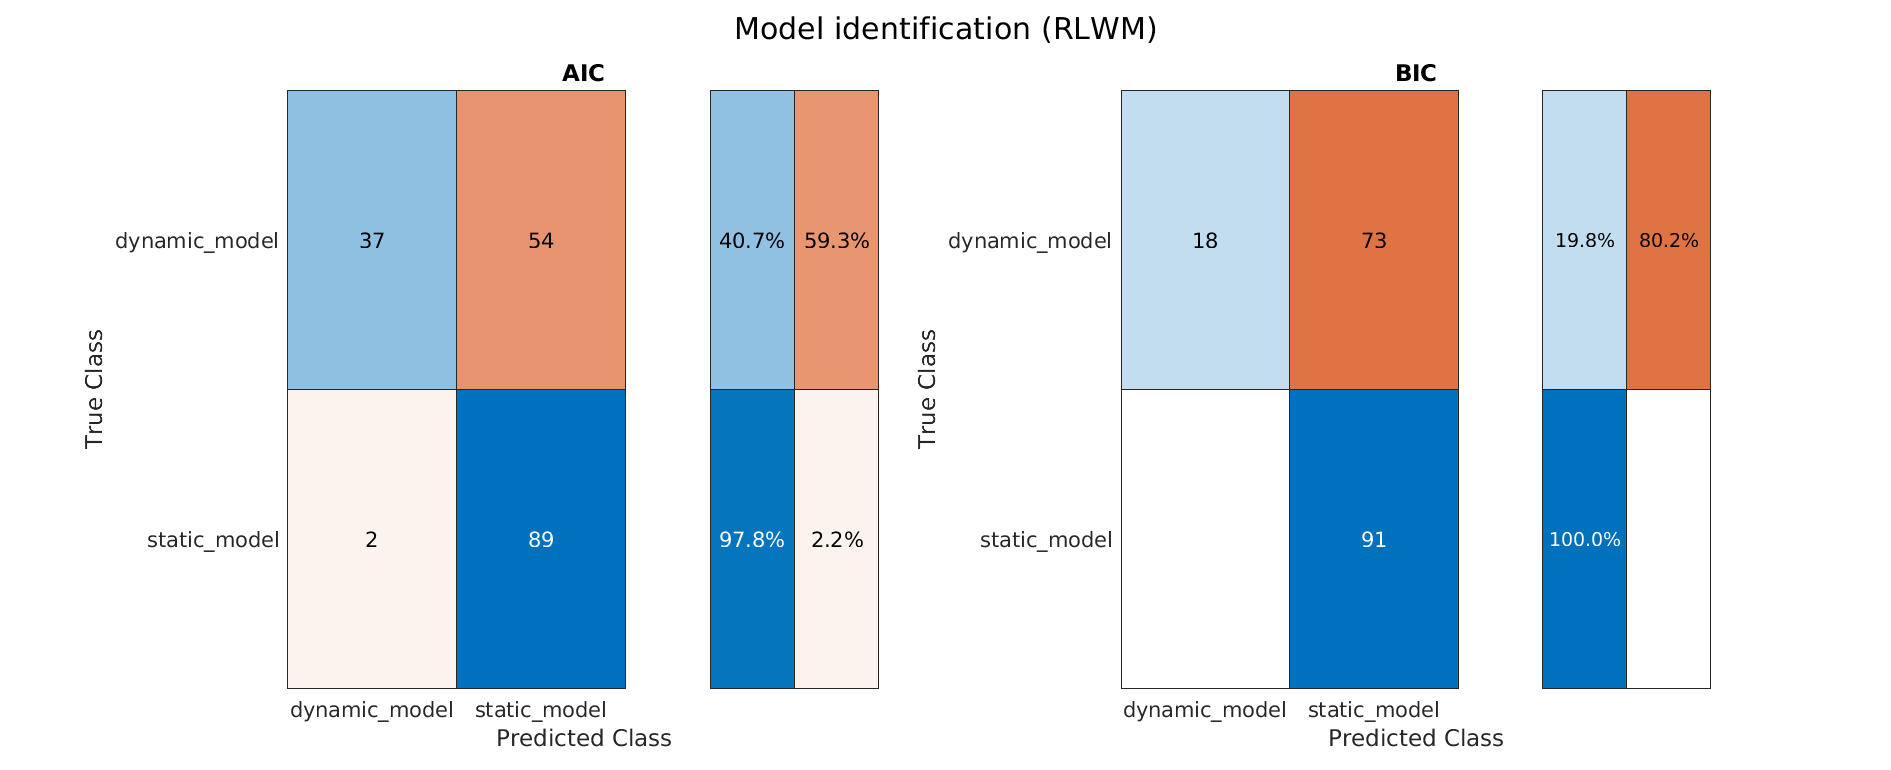 Model identification (RLWM)
AIC
dynamic_model 37 54 40.7% 59.3%
static_model 2 89 97.8% 2.2%
True Class
dynamic_model static_model
Predicted Class
BIC
dynamic_model 18 73 19.8% 80.2%
static_model 91 100.0%
True Class
dynamic_model static_model
Predicted Class